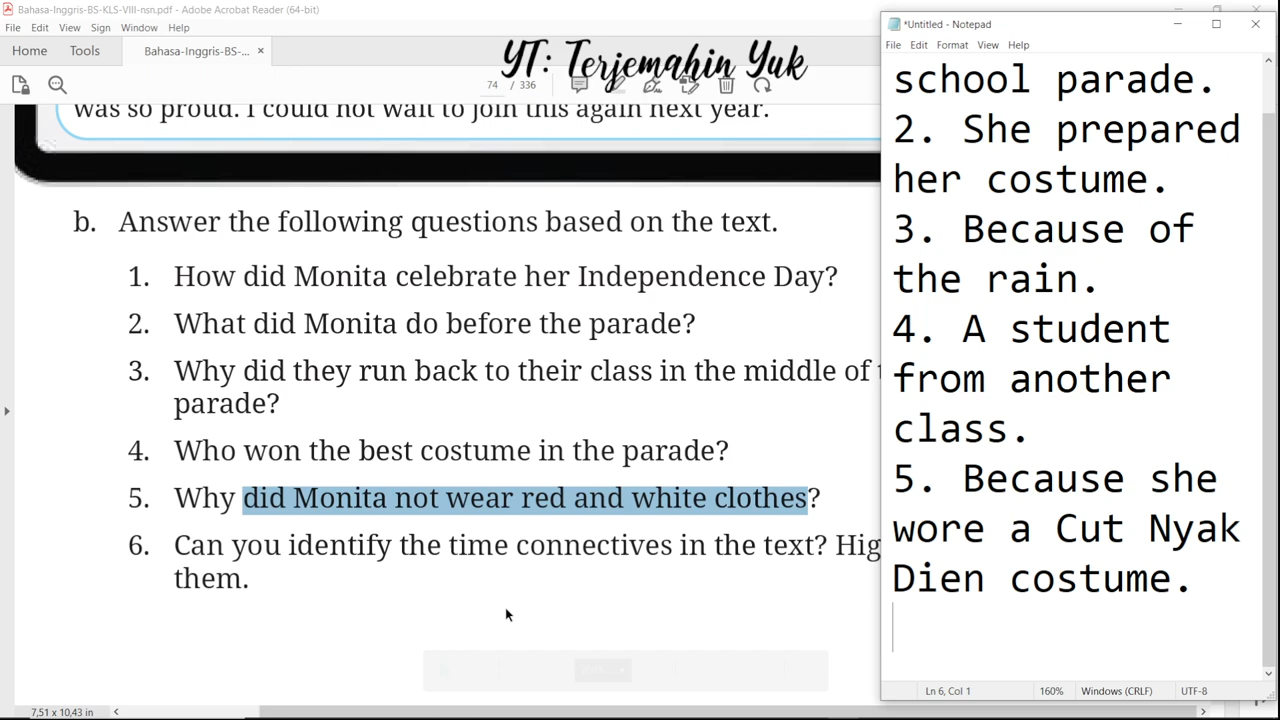 Bahasa-Inggris-BS-KLS-VIII-nsn.pdf - Adobe Acrobat Reader (64-bit)
File Edit View Sign Window Help
Home Tools Bahasa-Inggris-BS-... ×
YT: Terjemahin Yuk
74 / 336
was so proud. I could not wait to join this again next year.
b. Answer the following questions based on the text.
1. How did Monita celebrate her Independence Day?
2. What did Monita do before the parade?
3. Why did they run back to their class in the middle of t
parade?
4. Who won the best costume in the parade?
5. Why did Monita not wear red and white clothes?
6. Can you identify the time connectives in the text? Hig
them.
7,51 x 10,43 in
*Untitled - Notepad
File Edit Format View Help
school parade.
2. She prepared
her costume.
3. Because of
the rain.
4. A student
from another
class.
5. Because she
wore a Cut Nyak
Dien costume.
Ln 6, Col 1 160% Windows (CRLF) UTF-8